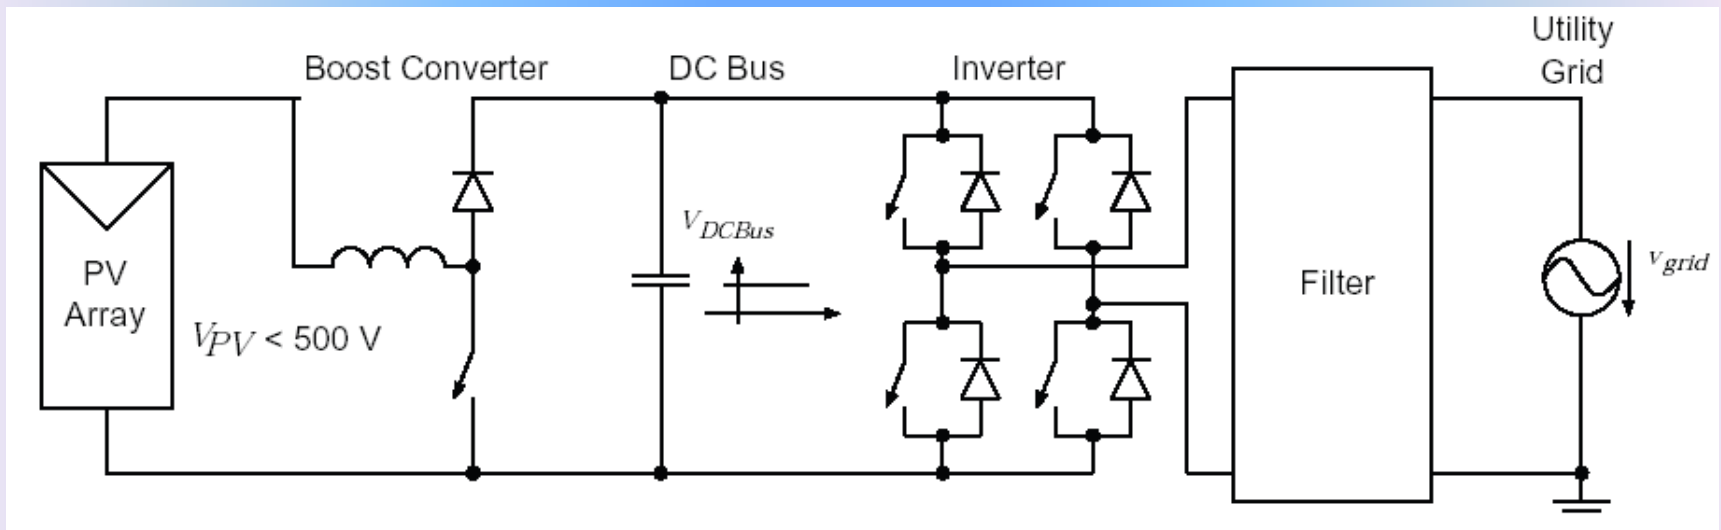 Utility
Grid
Boost Converter
DC Bus
Inverter
V_DCBus
PV
Array
V_PV < 500 V
Filter
v_grid